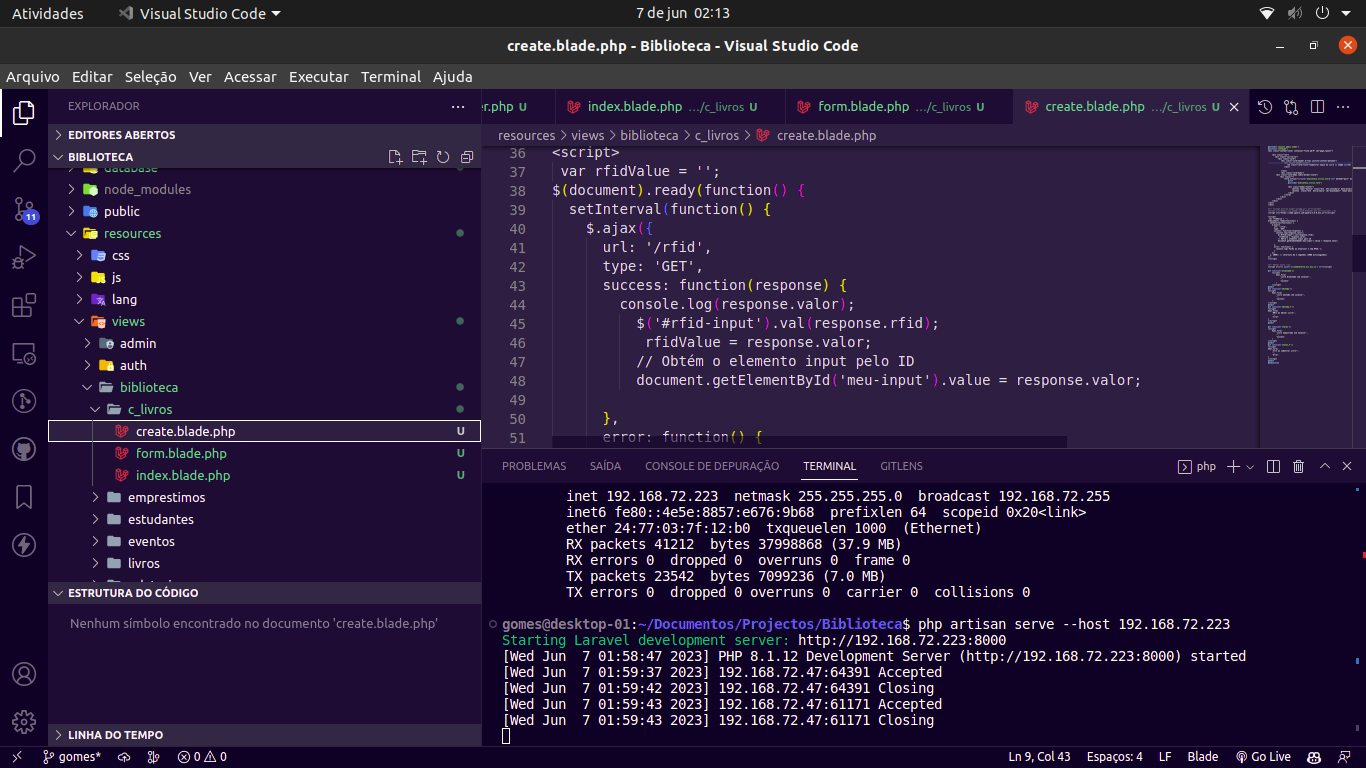 Atividades
Visual Studio Code
7 de jun 02:13
create.blade.php - Biblioteca - Visual Studio Code
Arquivo Editar Seleção Ver Acessar Executar Terminal Ajuda
EXPLORADOR
EDITORES ABERTOS
BIBLIOTECA
database
node_modules
public
resources
css
js
lang
views
admin
auth
biblioteca
c_livros
create.blade.php U
form.blade.php U
index.blade.php U
emprestimos
estudantes
eventos
livros
ESTRUTURA DO CÓDIGO
Nenhum símbolo encontrado no documento 'create.blade.php'
LINHA DO TEMPO
11
er.php U
index.blade.php .../c_livros U
form.blade.php .../c_livros U
create.blade.php .../c_livros U
resources > views > biblioteca > c_livros > create.blade.php
36 <script>
37 var rfidValue = '';
38 $(document).ready(function() {
39 setInterval(function() {
40 $.ajax({
41 url: '/rfid',
42 type: 'GET',
43 success: function(response) {
44 console.log(response.valor);
45 $('#rfid-input').val(response.rfid);
46 rfidValue = response.valor;
47 // Obtém o elemento input pelo ID
48 document.getElementById('meu-input').value = response.valor;
49
50 },
51 error: function() {
PROBLEMAS SAÍDA CONSOLE DE DEPURAÇÃO TERMINAL GITLENS
php
inet 192.168.72.223 netmask 255.255.255.0 broadcast 192.168.72.255
inet6 fe80::4e5e:8857:e676:9b68 prefixlen 64 scopeid 0x20<link>
ether 24:77:03:7f:12:b0 txqueuelen 1000 (Ethernet)
RX packets 41212 bytes 37998868 (37.9 MB)
RX errors 0 dropped 0 overruns 0 frame 0
TX packets 23542 bytes 7099236 (7.0 MB)
TX errors 0 dropped 0 overruns 0 carrier 0 collisions 0
gomes@desktop-01:~/Documentos/Projectos/Biblioteca$ php artisan serve --host 192.168.72.223
Starting Laravel development server: http://192.168.72.223:8000
[Wed Jun 7 01:58:47 2023] PHP 8.1.12 Development Server (http://192.168.72.223:8000) started
[Wed Jun 7 01:59:37 2023] 192.168.72.47:64391 Accepted
[Wed Jun 7 01:59:42 2023] 192.168.72.47:64391 Closing
[Wed Jun 7 01:59:43 2023] 192.168.72.47:61171 Accepted
[Wed Jun 7 01:59:43 2023] 192.168.72.47:61171 Closing
gomes* 0 0 Ln 9, Col 43 Espaços: 4 LF Blade Go Live